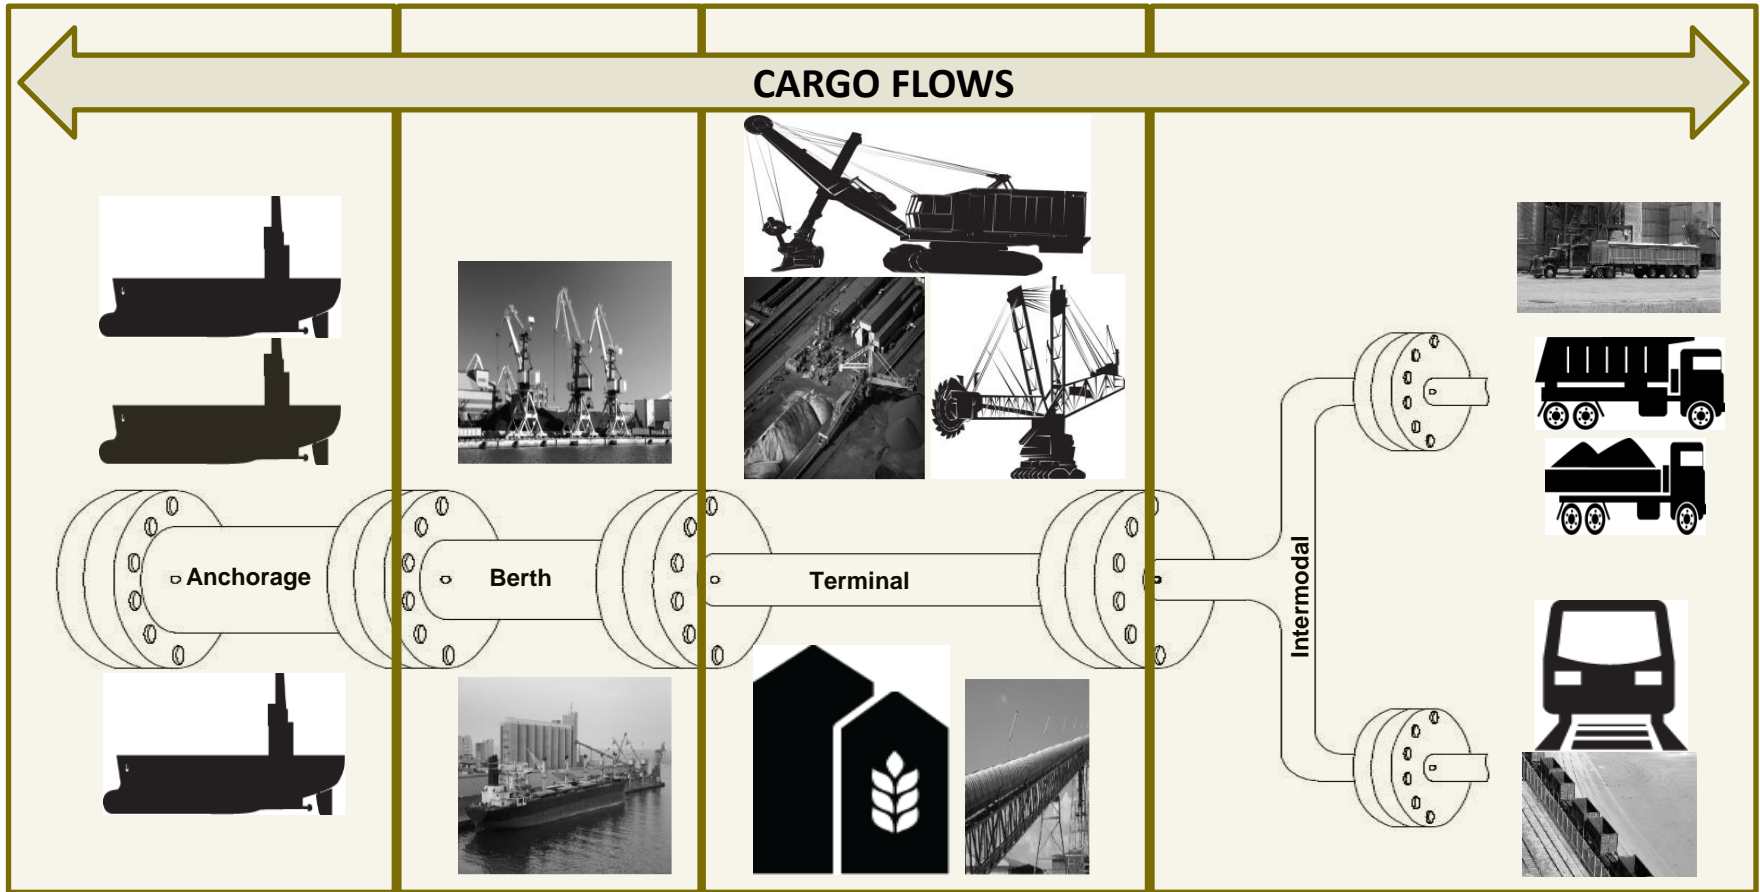 CARGO FLOWS
Anchorage
Berth
Terminal
Intermodal